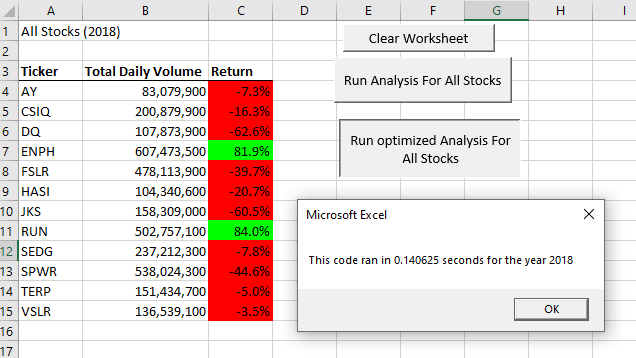 A B C D E F G H I
1 All Stocks (2018)
2
3 Ticker Total Daily Volume Return
4 AY 83,079,900 -7.3%
5 CSIQ 200,879,900 -16.3%
6 DQ 107,873,900 -62.6%
7 ENPH 607,473,500 81.9%
8 FSLR 478,113,900 -39.7%
9 HASI 104,340,600 -20.7%
10 JKS 158,309,000 -60.5%
11 RUN 502,757,100 84.0%
12 SEDG 237,212,300 -7.8%
13 SPWR 538,024,300 -44.6%
14 TERP 151,434,700 -5.0%
15 VSLR 136,539,100 -3.5%
16
17
Clear Worksheet
Run Analysis For All Stocks
Run optimized Analysis For
All Stocks
Microsoft Excel
This code ran in 0.140625 seconds for the year 2018
OK